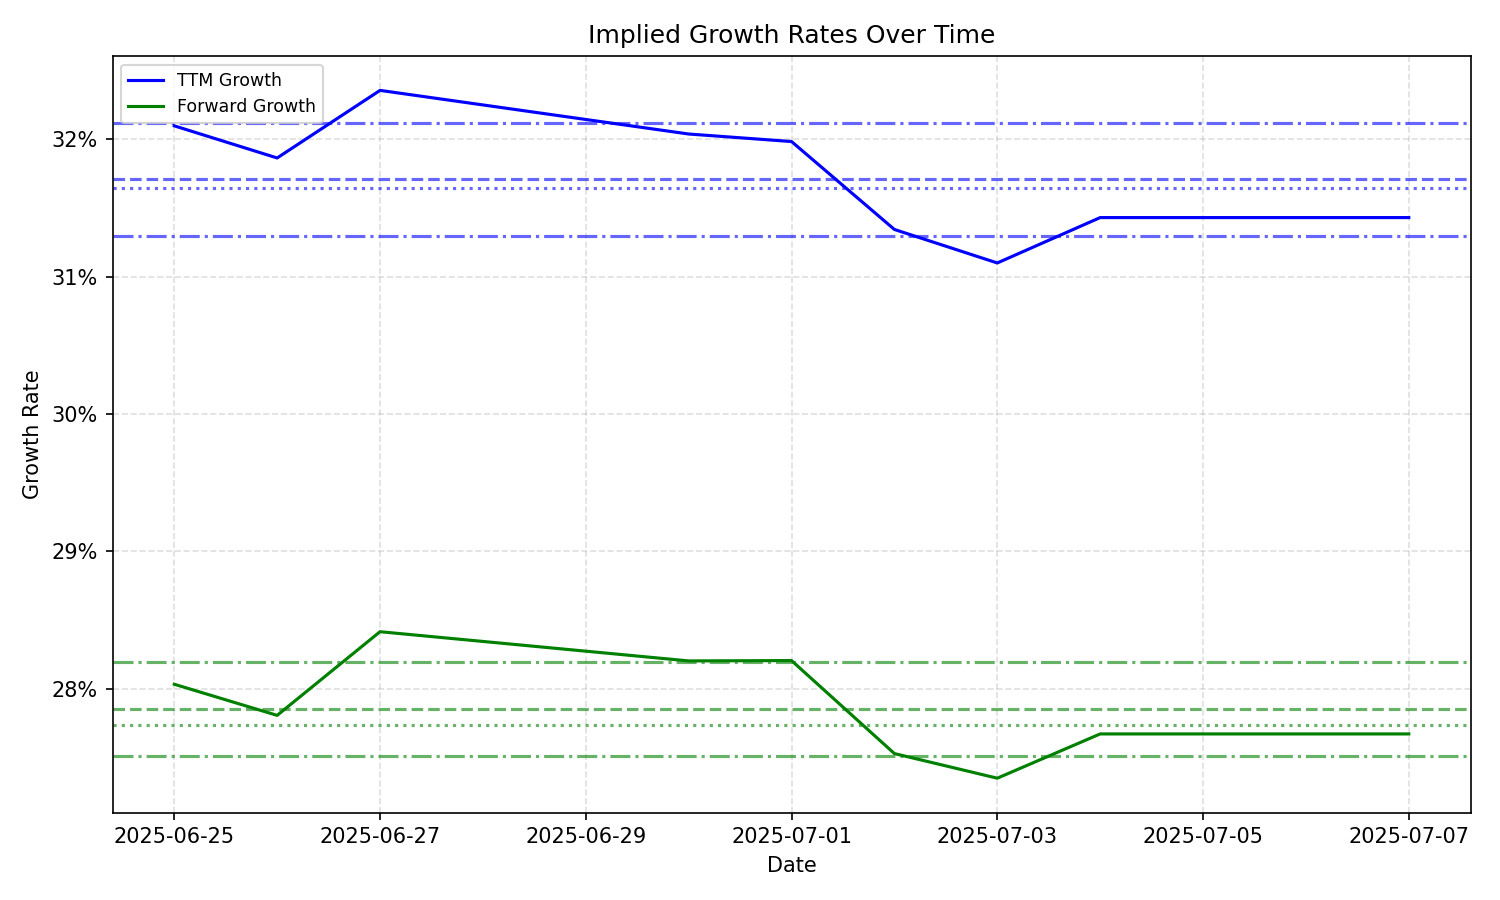 Implied Growth Rates Over Time
TTM Growth
Forward Growth
32%
31%
30%
29%
28%
Growth Rate
2025-06-25
2025-06-27
2025-06-29
2025-07-01
2025-07-03
2025-07-05
2025-07-07
Date